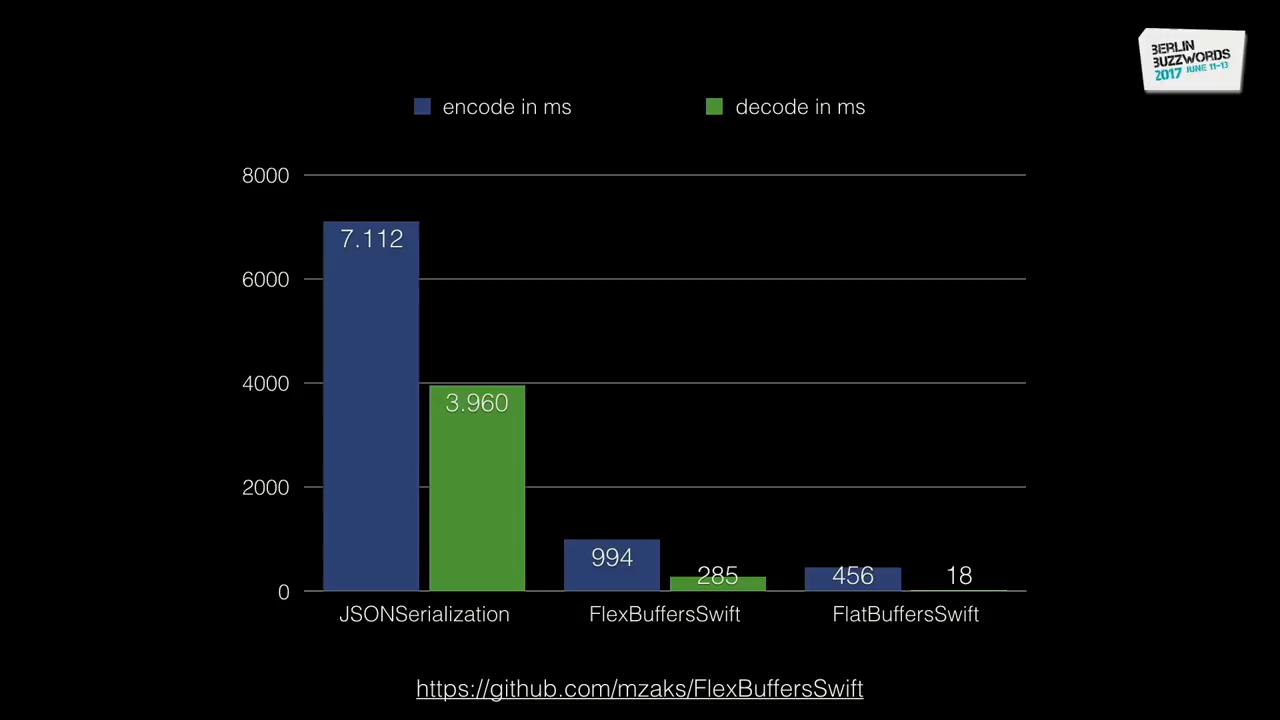 BERLIN
BUZZWORDS
2017 JUNE 11-13
encode in ms
decode in ms
8000
7.112
6000
4000
3.960
2000
994
285
456
18
0
JSONSerialization
FlexBuffersSwift
FlatBuffersSwift
https://github.com/mzaks/FlexBuffersSwift